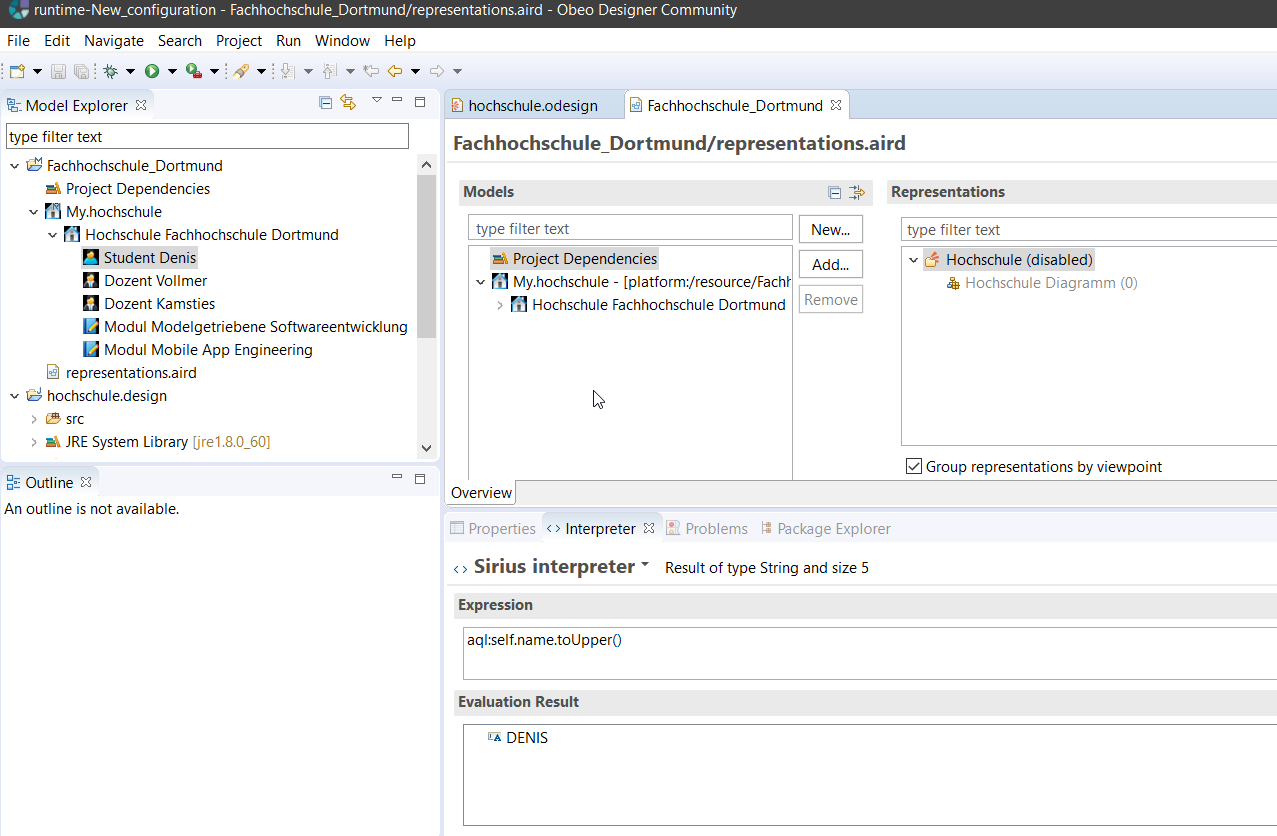 runtime-New_configuration - Fachhochschule_Dortmund/representations.aird - Obeo Designer Community
File Edit Navigate Search Project Run Window Help
Model Explorer
type filter text
Fachhochschule_Dortmund
Project Dependencies
My.hochschule
Hochschule Fachhochschule Dortmund
Student Denis
Dozent Vollmer
Dozent Kamsties
Modul Modelgetriebene Softwareentwicklung
Modul Mobile App Engineering
representations.aird
hochschule.design
src
JRE System Library [jre1.8.0_60]
Outline
An outline is not available.
hochschule.odesign Fachhochschule_Dortmund
Fachhochschule_Dortmund/representations.aird
Models
type filter text
Project Dependencies
My.hochschule - [platform:/resource/Fachh
Hochschule Fachhochschule Dortmund
New...
Add...
Remove
Representations
type filter text
Hochschule (disabled)
Hochschule Diagramm (0)
Group representations by viewpoint
Overview
Properties Interpreter Problems Package Explorer
Sirius interpreter Result of type String and size 5
Expression
aql:self.name.toUpper()
Evaluation Result
DENIS